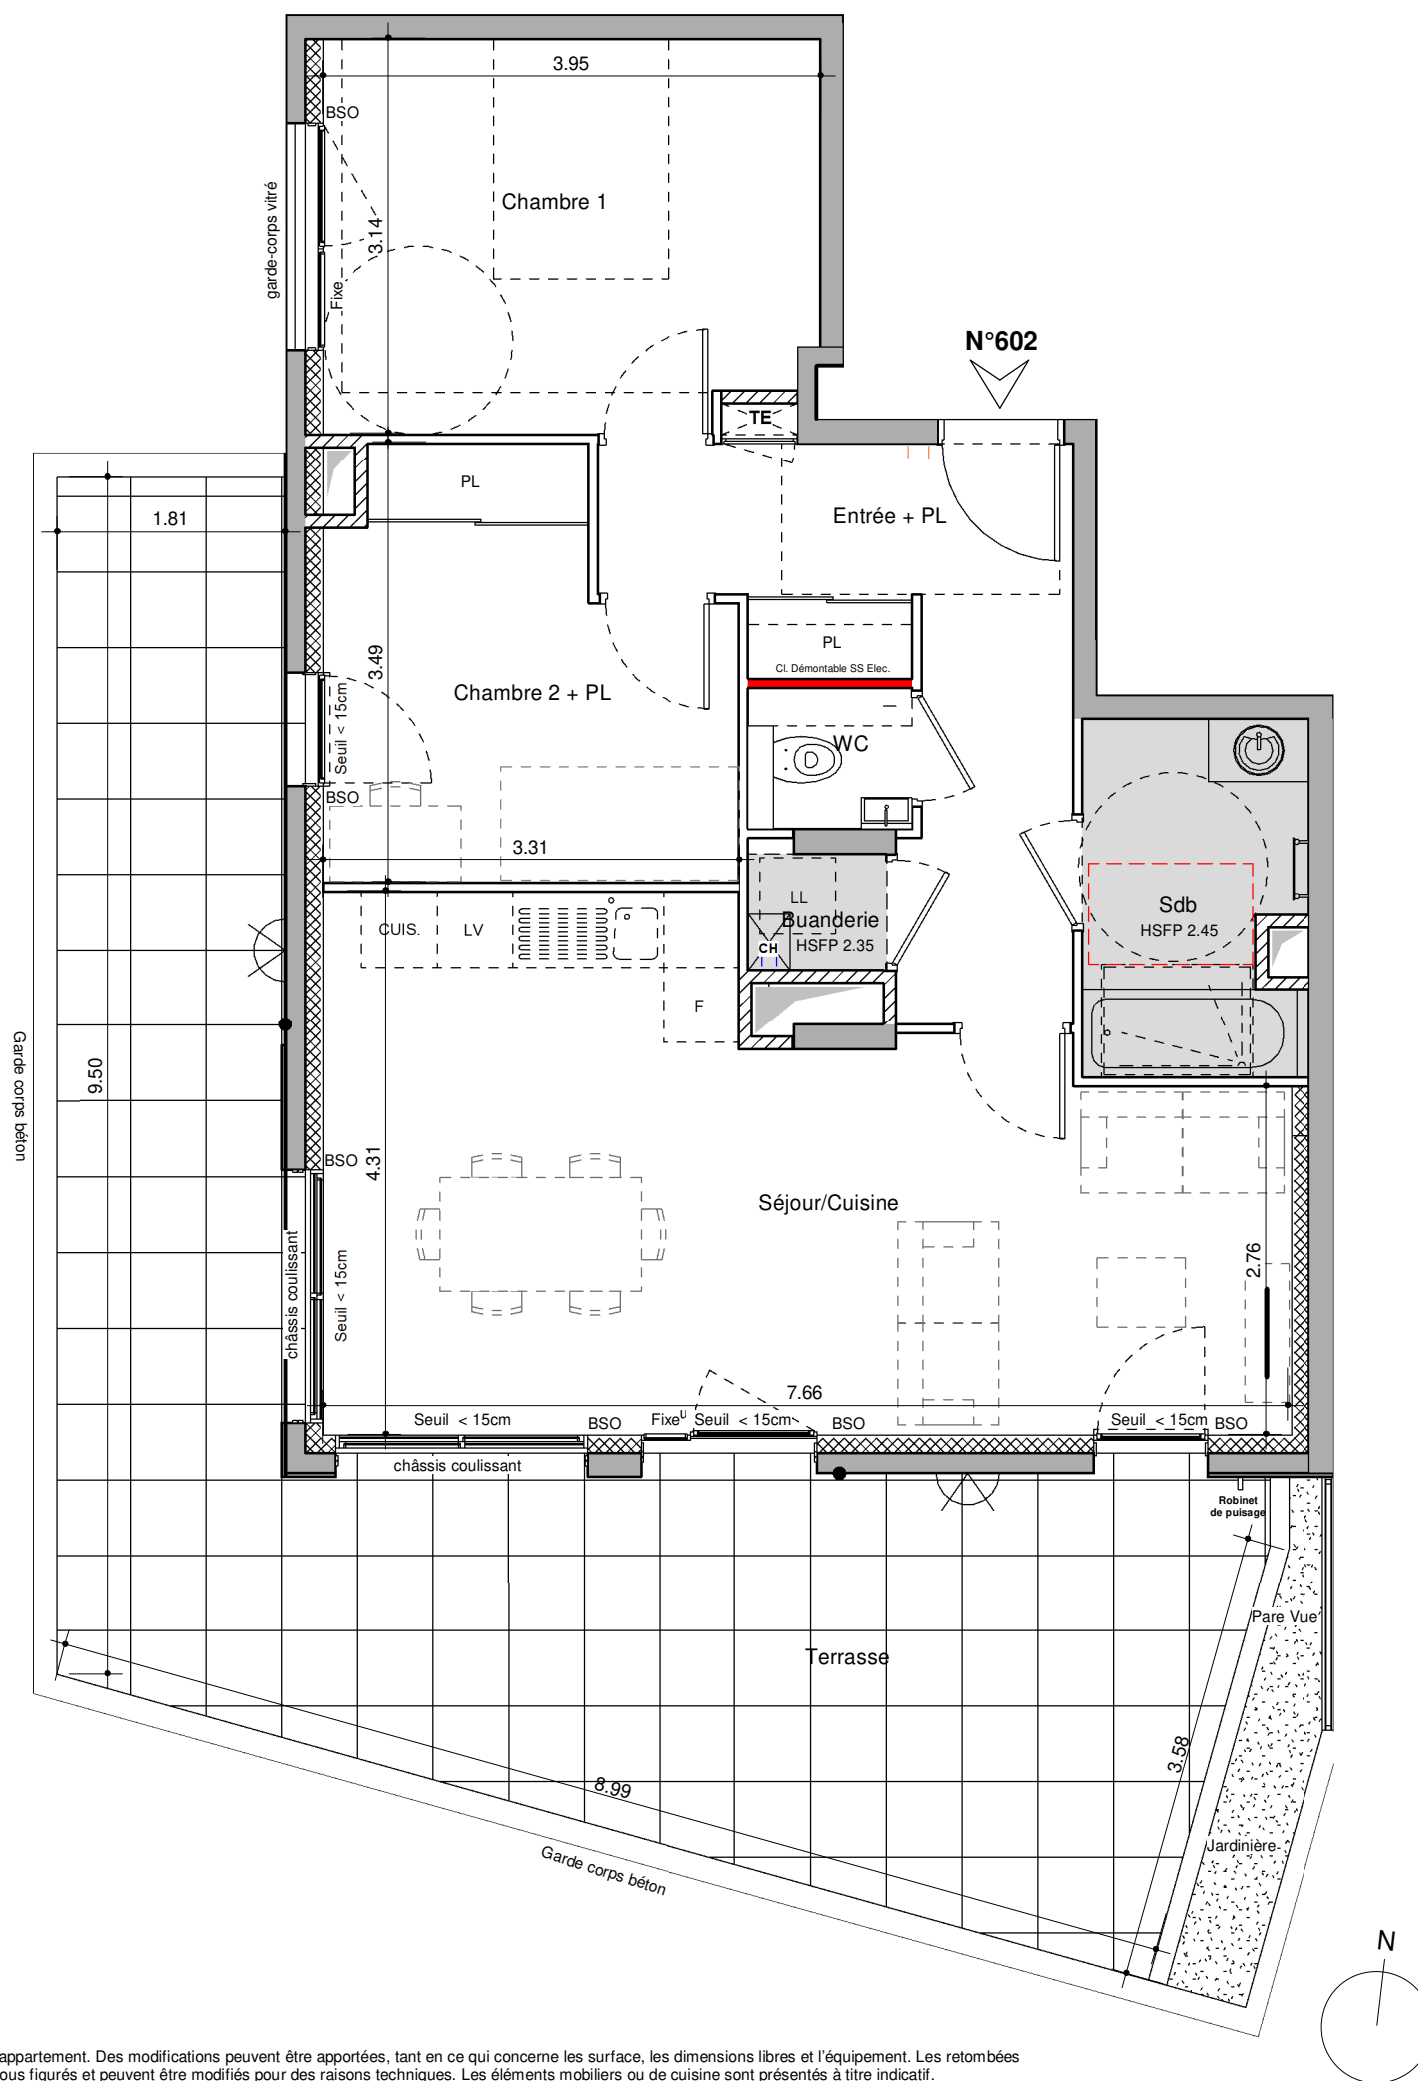 3.95
BSO
garde-corps vitré
Chambre 1
3.14
Fixe
N°602
TE
PL
1.81
Entrée + PL
3.49
PL
Cl. Démontable SS Elec.
Chambre 2 + PL
Seuil < 15cm
WC
BSO
3.31
LL
Buanderie
HSFP 2.35
CH
Sdb
HSFP 2.45
CUIS.
LV
F
Garde corps béton
9.50
BSO
4.31
Séjour/Cuisine
châssis coulissant
Seuil < 15cm
2.76
7.66
Seuil < 15cm
BSO
Fixe
Seuil < 15cm
BSO
Seuil < 15cm
BSO
châssis coulissant
Robinet
de puisage
Pare Vue
Terrasse
3.58
8.99
Jardinière
Garde corps béton
N
appartement. Des modifications peuvent être apportées, tant en ce qui concerne les surface, les dimensions libres et l'équipement. Les retombées
ous figurés et peuvent être modifiés pour des raisons techniques. Les éléments mobiliers ou de cuisine sont présentés à titre indicatif.